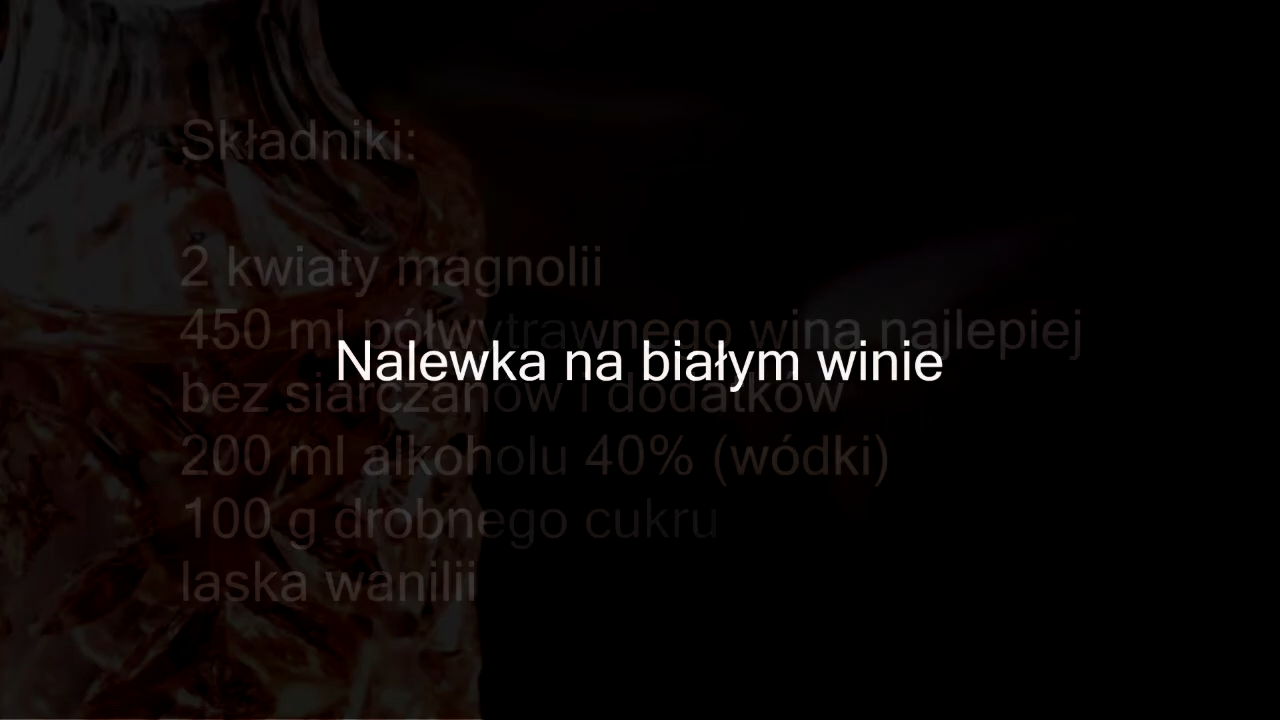 Składniki:
2 kwiaty magnolii
450 ml półwytrawnego wina najlepiej
Nalewka na białym winie
bez siarczanów i dodatków
200 ml alkoholu 40% (wódki)
100 g drobnego cukru
laska wanilii